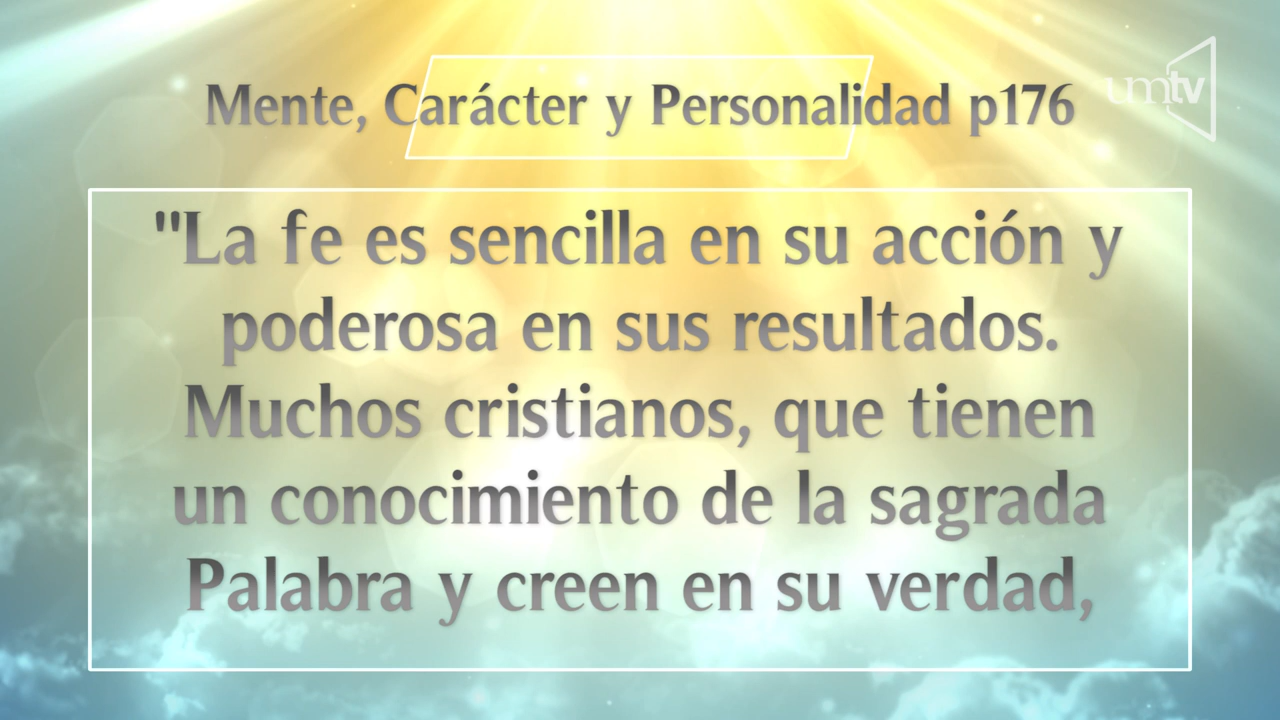 Mente, Carácter y Personalidad p176
umtv
"La fe es sencilla en su acción y
poderosa en sus resultados.
Muchos cristianos, que tienen
un conocimiento de la sagrada
Palabra y creen en su verdad,